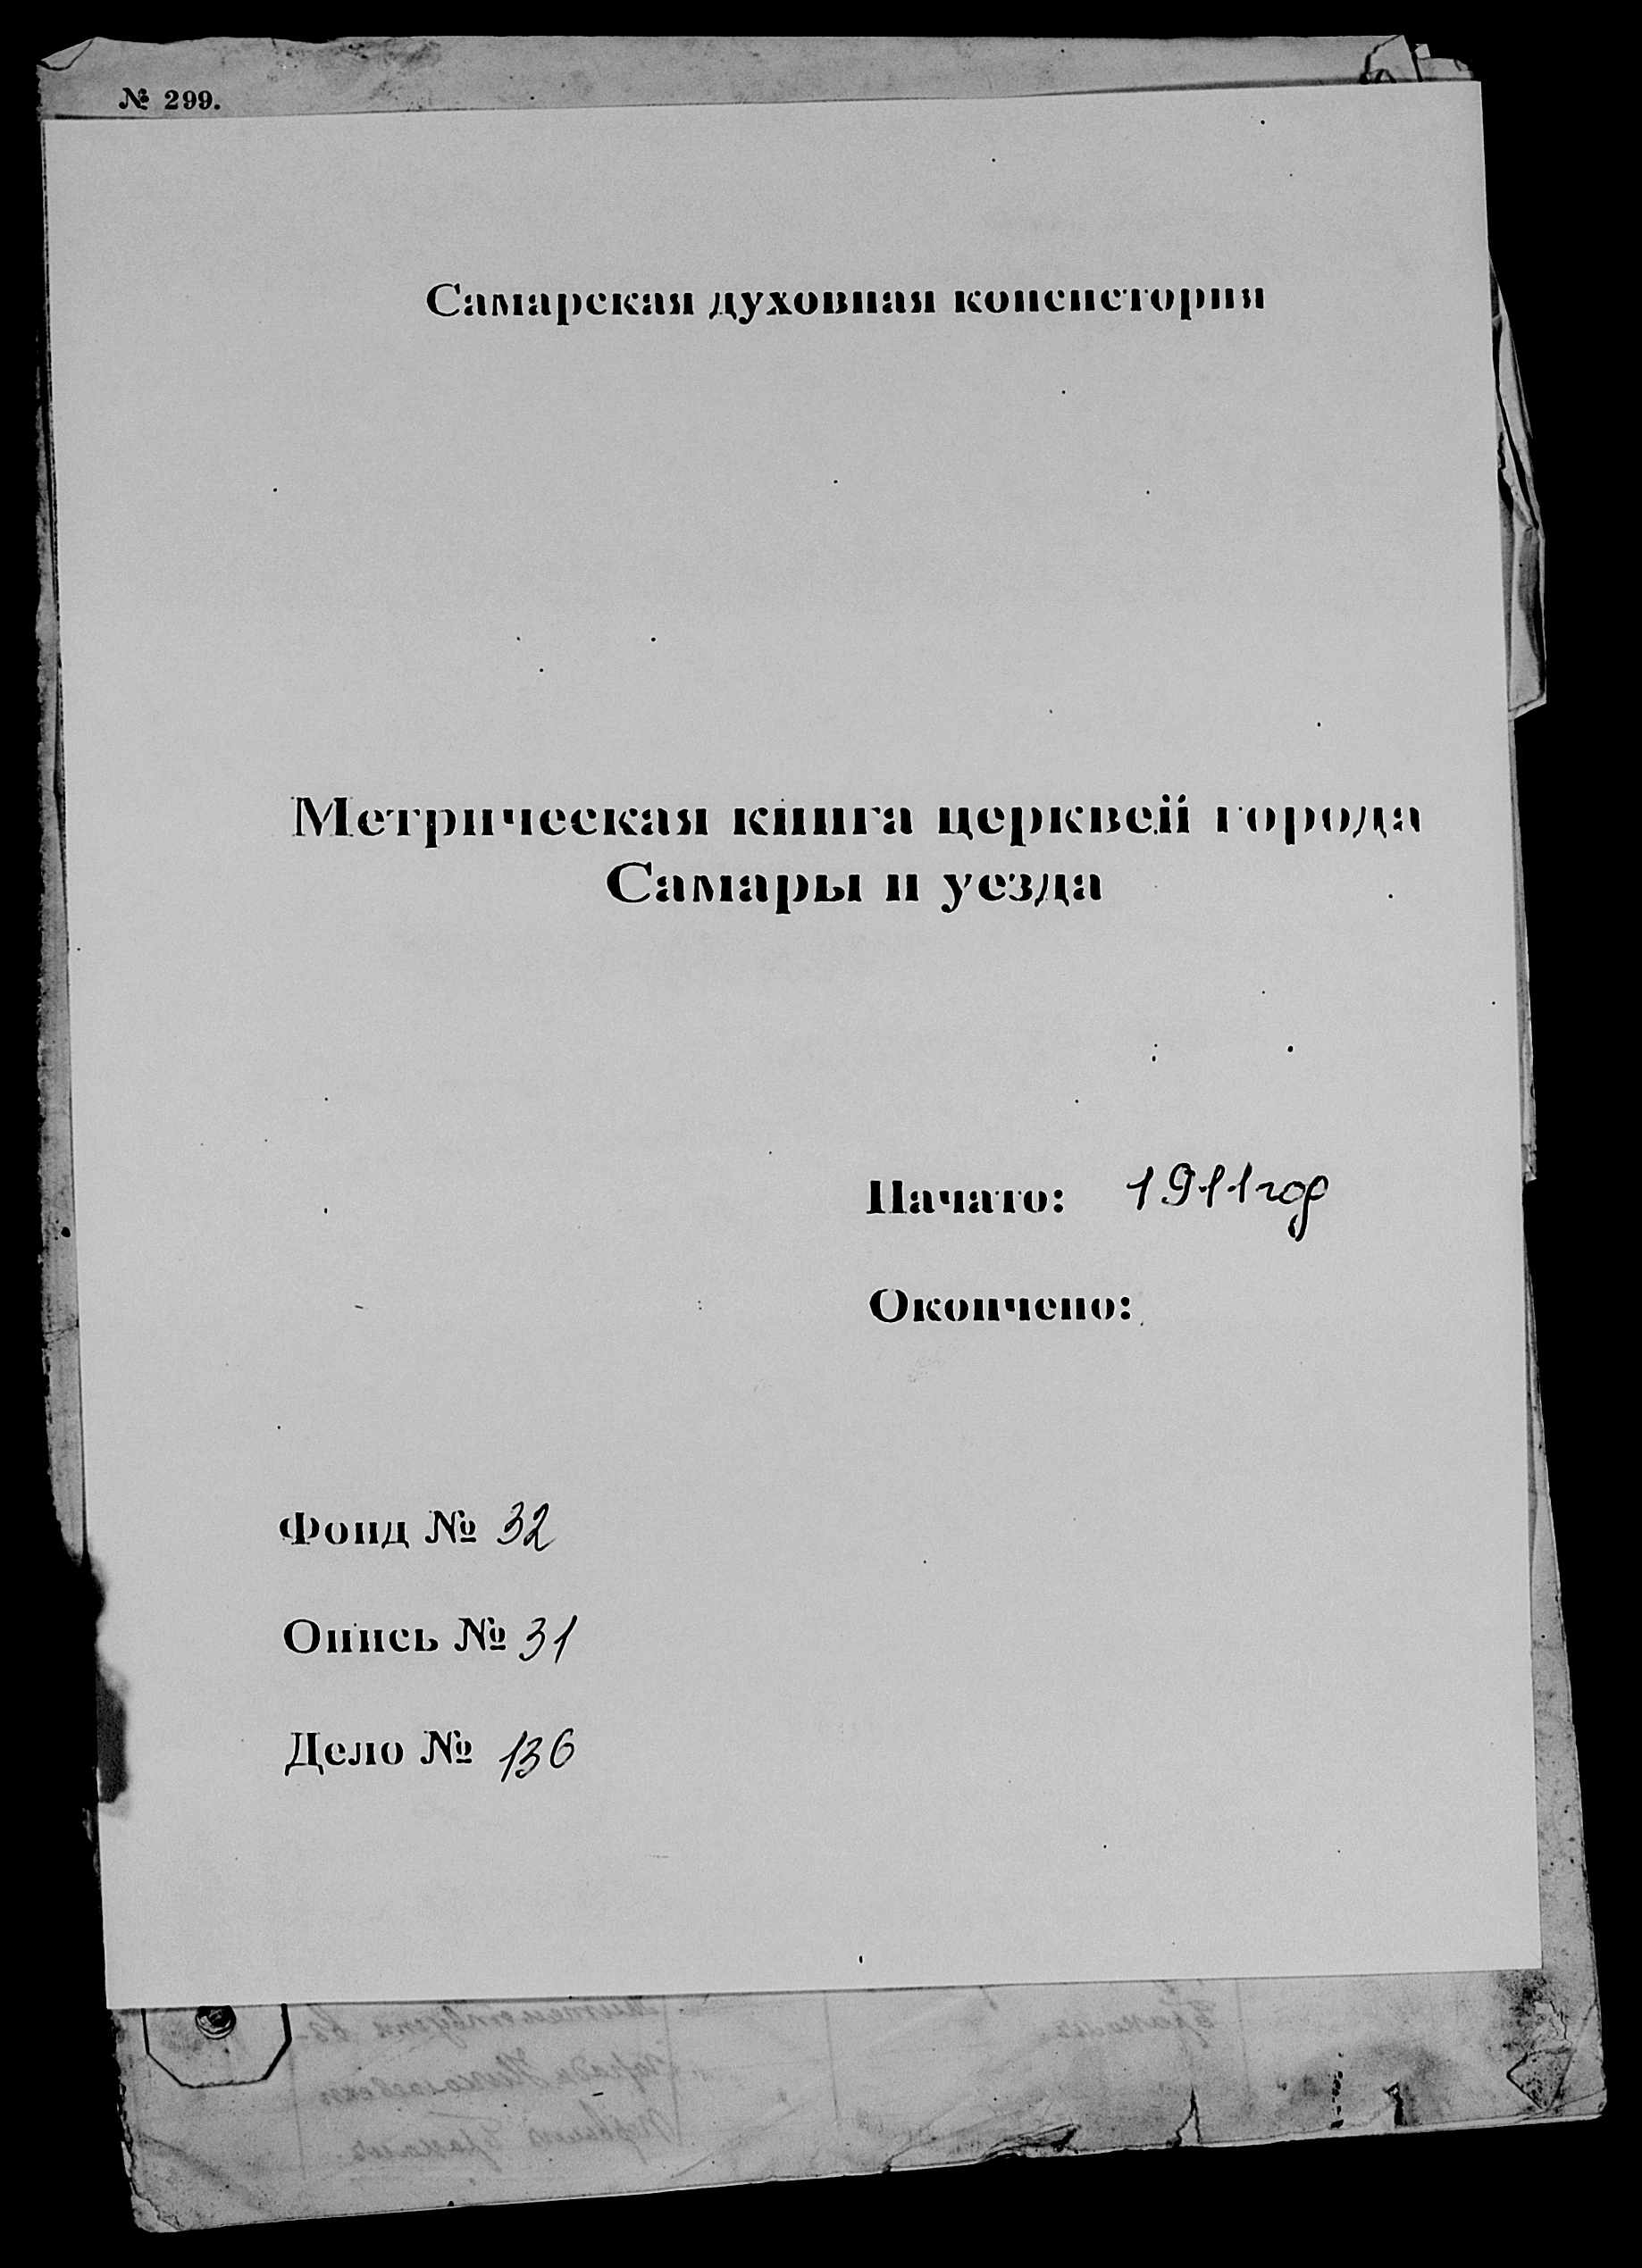 № 299.
Самарская духовная консистория
Метрическая книга церквей города
Самары и уезда
Начато: 1911 год
Окончено:
Фонд № 32
Опись № 31
Дело № 136